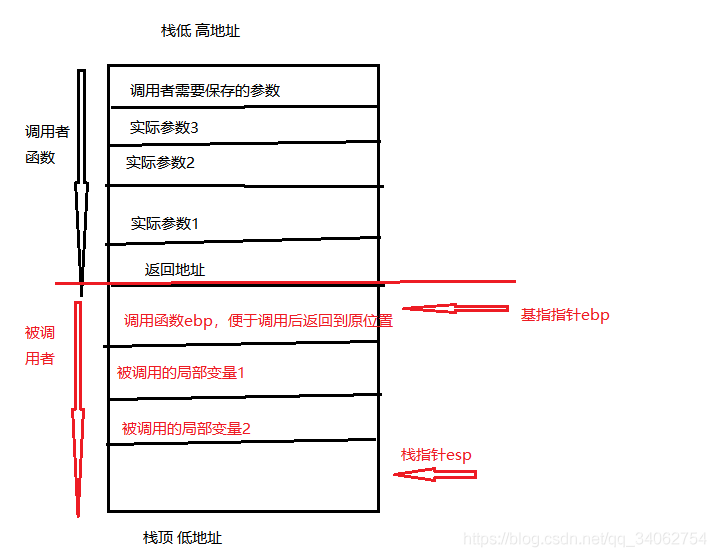 栈低 高地址
调用者需要保存的参数
调用者
函数
实际参数3
实际参数2
实际参数1
返回地址
调用函数ebp，便于调用后返回到原位置
基指指针ebp
被调
用者
被调用的局部变量1
被调用的局部变量2
栈指针esp
栈顶 低地址
https://blog.csdn.net/qq_34062754